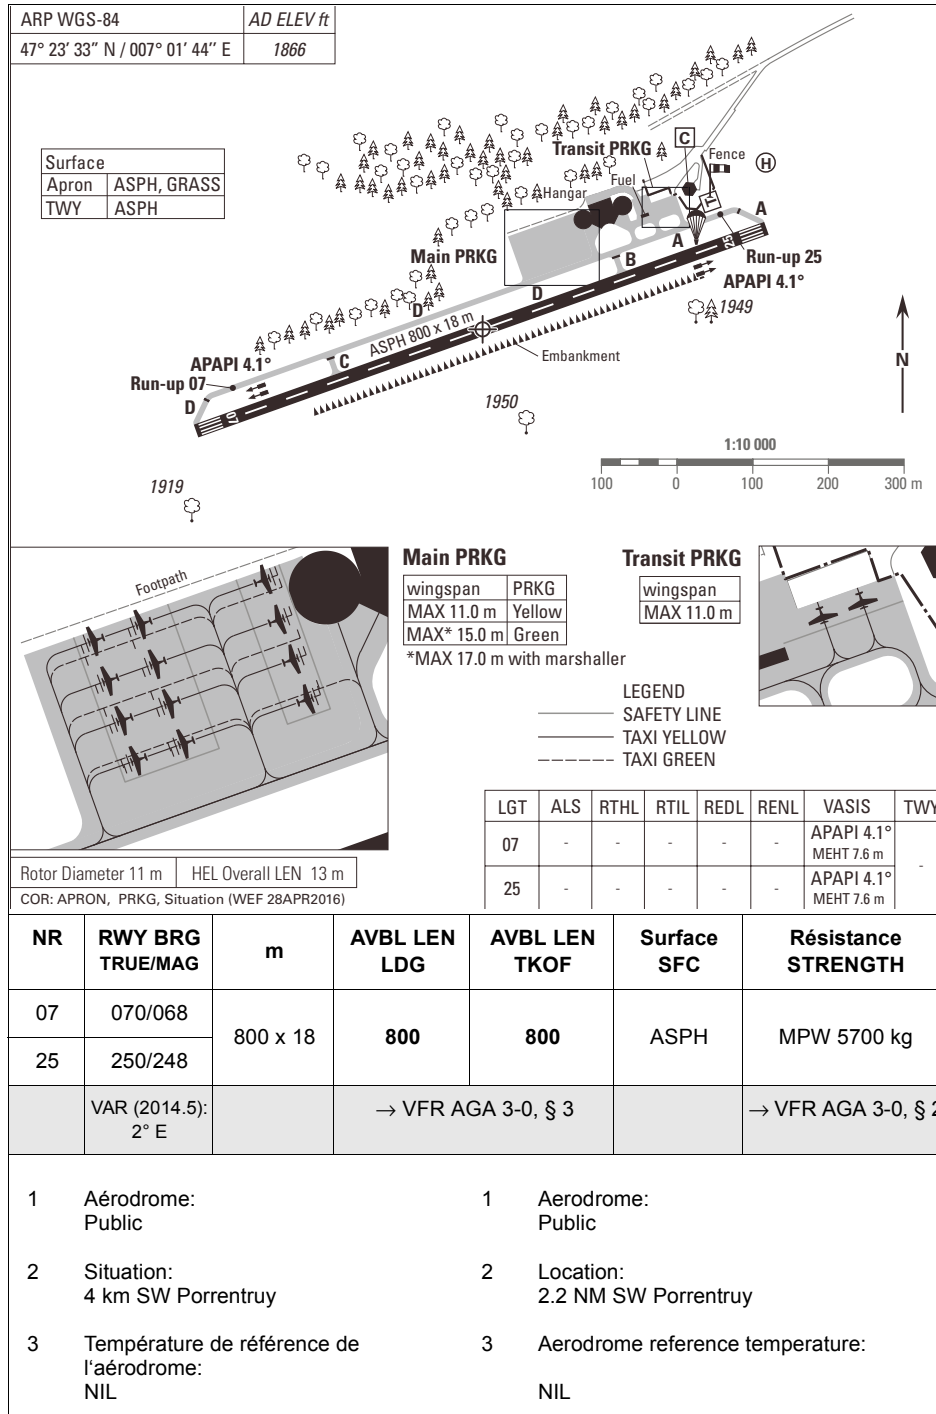 ARP WGS-84 AD ELEV ft
47° 23' 33" N / 007° 01' 44" E 1866
Surface
Apron ASPH, GRASS
TWY ASPH
Transit PRKG
C
Fence
H
Fuel
Hangar
T
A
Main PRKG
A
B
25
Run-up 25
APAPI 4.1°
D
1949
D
ASPH 800 x 18 m
N
APAPI 4.1°
C
Embankment
Run-up 07
D
07
1950
1:10 000
100 0 100 200 300 m
1919
Footpath
Main PRKG
wingspan PRKG
MAX 11.0 m Yellow
MAX* 15.0 m Green
*MAX 17.0 m with marshaller
Transit PRKG
wingspan
MAX 11.0 m
LEGEND
SAFETY LINE
TAXI YELLOW
TAXI GREEN
LGT ALS RTHL RTIL REDL RENL VASIS TWY
07 - - - - - APAPI 4.1°
MEHT 7.6 m
-
25 - - - - - APAPI 4.1°
MEHT 7.6 m
Rotor Diameter 11 m HEL Overall LEN 13 m
COR: APRON, PRKG, Situation (WEF 28APR2016)
NR RWY BRG m AVBL LEN AVBL LEN Surface Résistance
TRUE/MAG LDG TKOF SFC STRENGTH
07 070/068
800 x 18 800 800 ASPH MPW 5700 kg
25 250/248
VAR (2014.5): → VFR AGA 3-0, § 3 → VFR AGA 3-0, § 2
2° E
1 Aérodrome:
Public
2 Situation:
4 km SW Porrentruy
3 Température de référence de
l'aérodrome:
NIL
1 Aerodrome:
Public
2 Location:
2.2 NM SW Porrentruy
3 Aerodrome reference temperature:
NIL